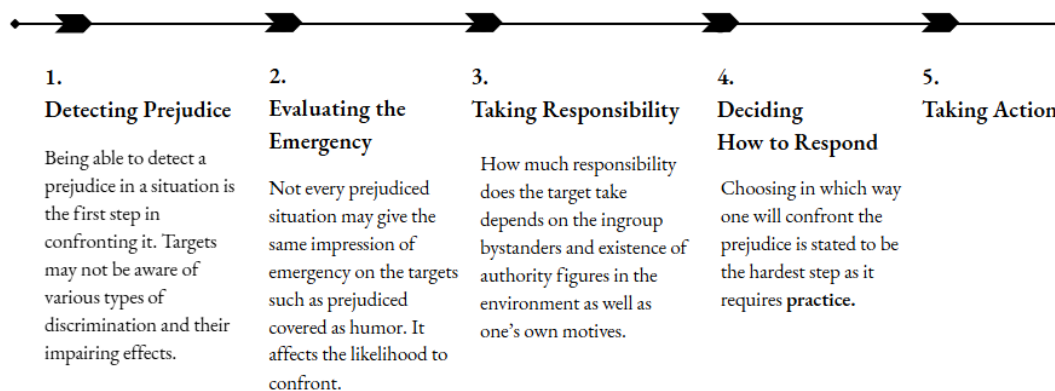 1.
Detecting Prejudice
Being able to detect a
prejudice in a situation is
the first step in
confronting it. Targets
may not be aware of
various types of
discrimination and their
impairing effects.
2.
Evaluating the
Emergency
Not every prejudiced
situation may give the
same impression of
emergency on the targets
such as prejudiced
covered as humor. It
affects the likelihood to
confront.
3.
Taking Responsibility
How much responsibility
does the target take
depends on the ingroup
bystanders and existence of
authority figures in the
environment as well as
one’s own motives.
4.
Deciding
How to Respond
Choosing in which way
one will confront the
prejudice is stated to be
the hardest step as it
requires practice.
5.
Taking Action